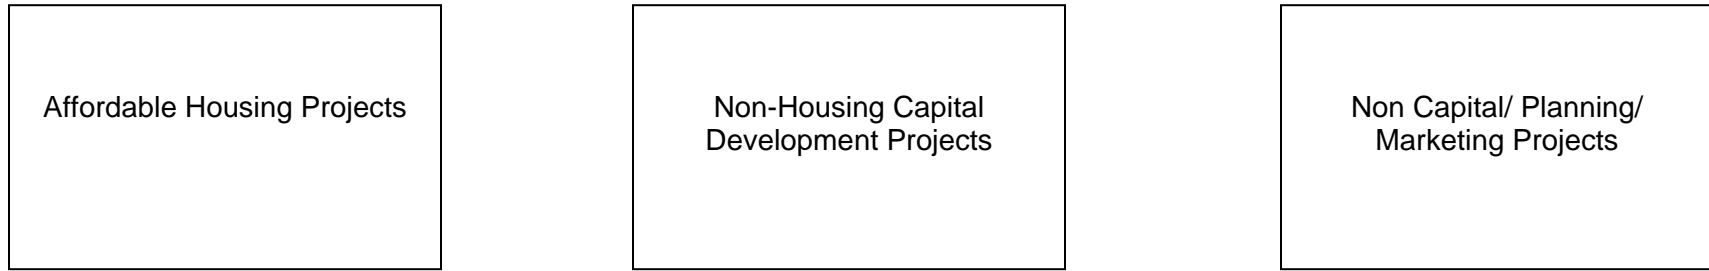 Affordable Housing Projects
Non-Housing Capital
Development Projects
Non Capital/ Planning/
Marketing Projects